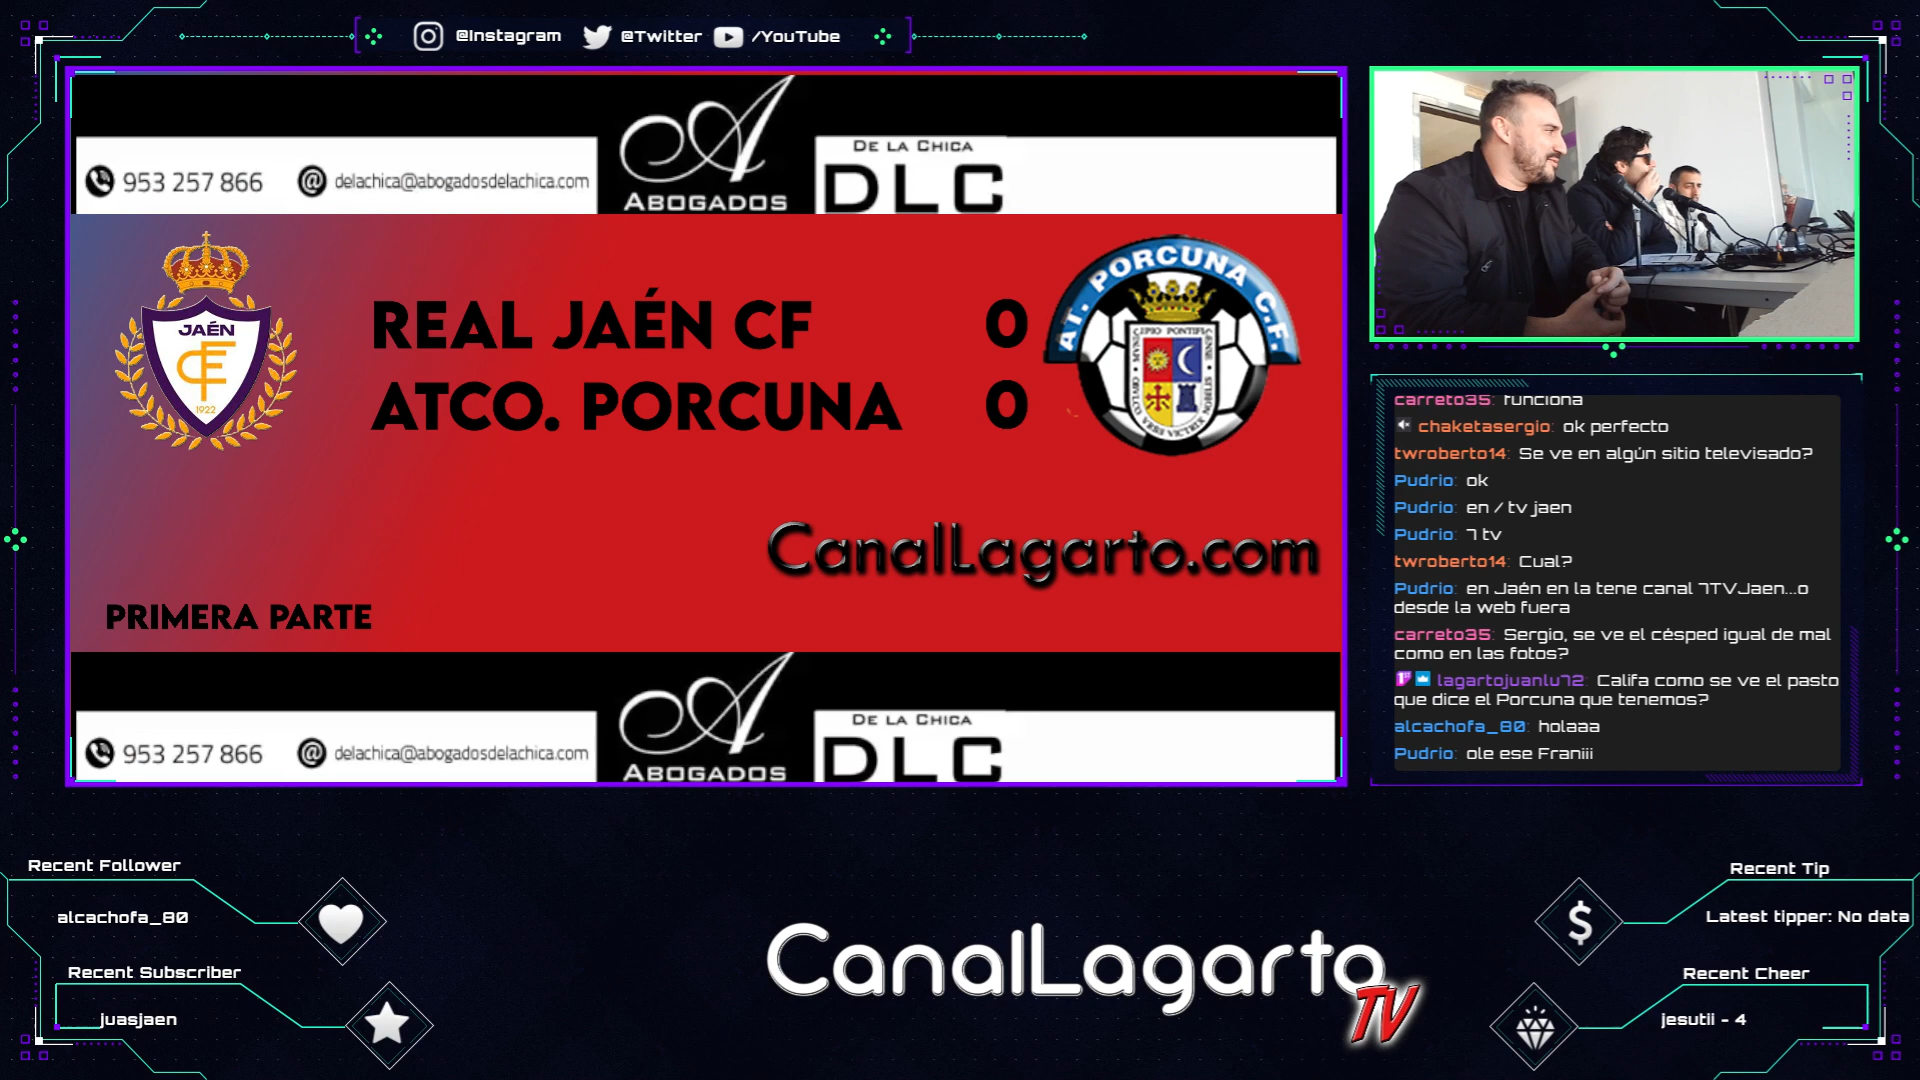 @Instagram @Twitter /YouTube
953 257 866 delachica@abogadosdelachica.com
A
ABOGADOS
DE LA CHICA
DLC
JAÉN
CF
1922
REAL JAÉN CF 0
ATCO. PORCUNA 0
AT. PORCUNA C.F.
CanalLagarto.com
PRIMERA PARTE
953 257 866 delachica@abogadosdelachica.com
A
ABOGADOS
DE LA CHICA
DLC
carreto35: funciona
chaketasergio: ok perfecto
twroberto14: Se ve en algún sitio televisado?
Pudrio: ok
Pudrio: en / tv jaen
Pudrio: 7 tv
twroberto14: Cual?
Pudrio: en Jaén en la tene canal 7TVJaen...o
desde la web fuera
carreto35: Sergio, se ve el césped igual de mal
como en las fotos?
lagartojuanlu72: Califa como se ve el pasto
que dice el Porcuna que tenemos?
alcachofa_80: holaaa
Pudrio: ole ese Franiii
Recent Follower
alcachofa_80
Recent Subscriber
juasjaen
CanalLagarto
TV
Recent Tip
Latest tipper: No data
Recent Cheer
jesutii - 4